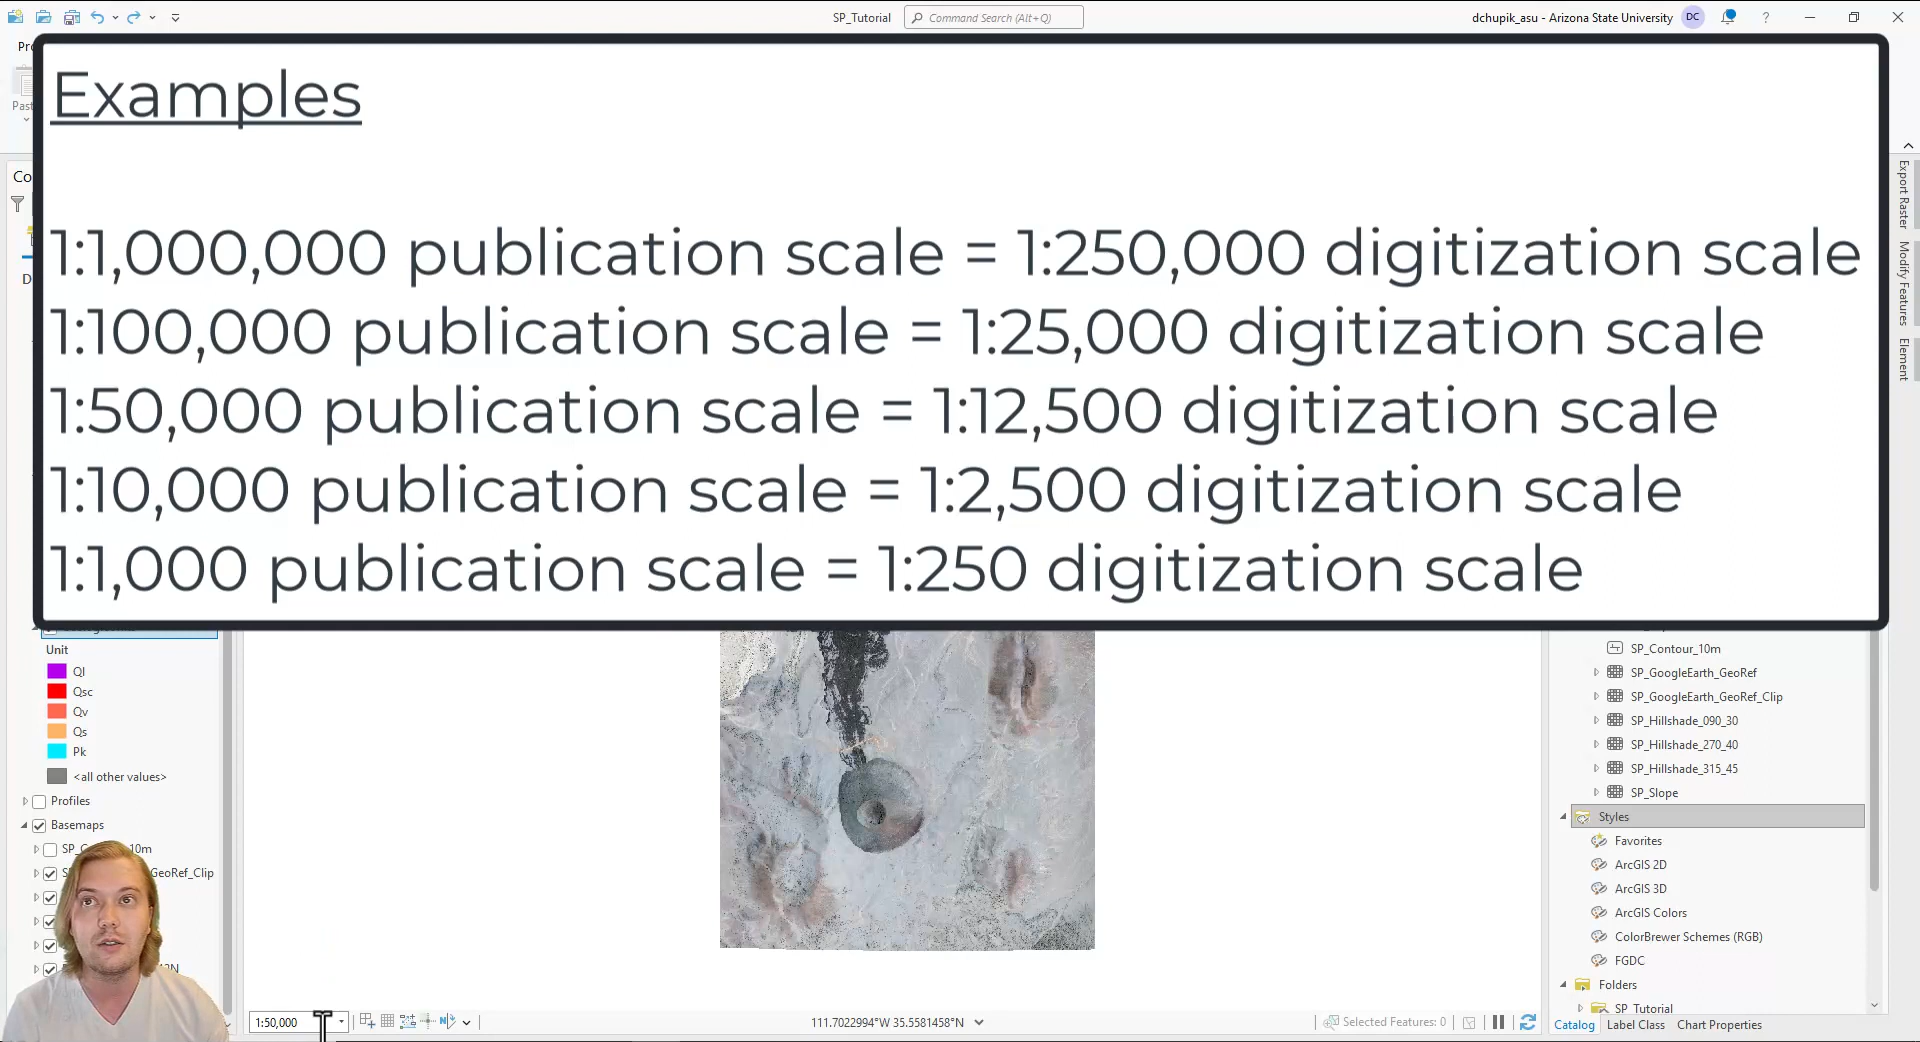 SP_Tutorial
Command Search (Alt+Q)
dchupik_asu - Arizona State University
DC
?
Pr
Past
Examples
1:1,000,000 publication scale = 1:250,000 digitization scale
1:100,000 publication scale = 1:25,000 digitization scale
1:50,000 publication scale = 1:12,500 digitization scale
1:10,000 publication scale = 1:2,500 digitization scale
1:1,000 publication scale = 1:250 digitization scale
Co
D
Export Raster
Modify Features
Element
Unit
Ql
Qsc
Qv
Qs
Pk
<all other values>
Profiles
Basemaps
10m
GeoRef_Clip
1:50,000
111.7022994°W 35.5581458°N
Selected Features: 0
SP_Contour_10m
SP_GoogleEarth_GeoRef
SP_GoogleEarth_GeoRef_Clip
SP_Hillshade_090_30
SP_Hillshade_270_40
SP_Hillshade_315_45
SP_Slope
Styles
Favorites
ArcGIS 2D
ArcGIS 3D
ArcGIS Colors
ColorBrewer Schemes (RGB)
FGDC
Folders
SP_Tutorial
Catalog
Label Class
Chart Properties